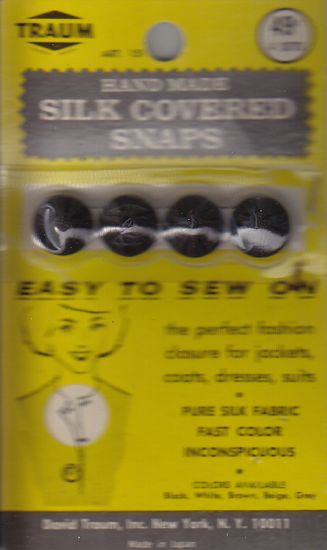 TRAUM
49¢
HAND MADE
SILK COVERED
SNAPS
EASY TO SEW ON
the perfect fashion
closure for jackets,
coats, dresses, suits
PURE SILK FABRIC
FAST COLOR
INCONSPICUOUS
COLORS AVAILABLE
Black, White, Brown, Beige, Grey
David Traum, Inc. New York, N. Y. 10011
Made in Japan